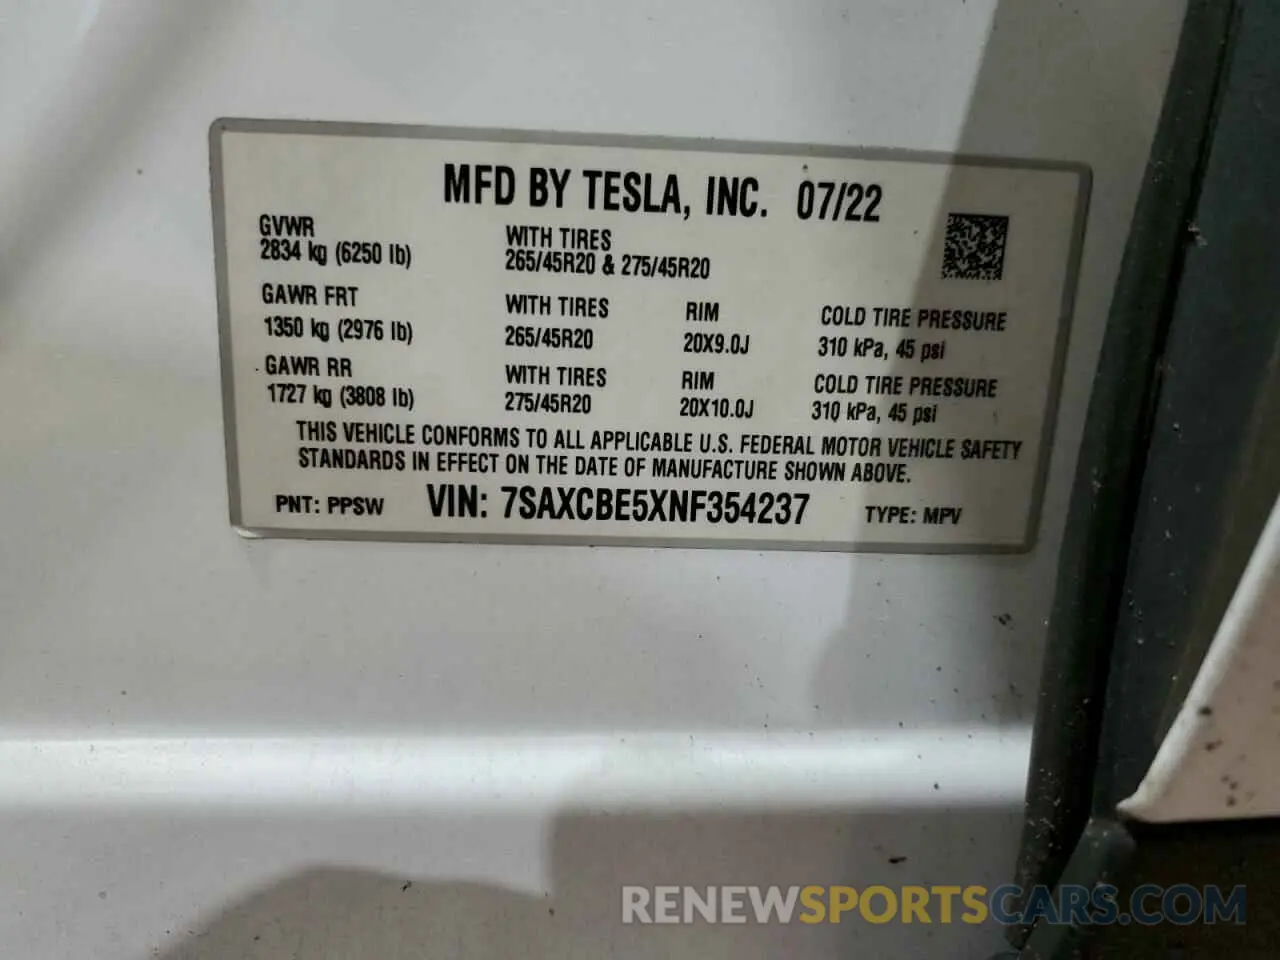 MFD BY TESLA, INC. 07/22
GVWR
2834 kg (6250 lb)
WITH TIRES
265/45R20 & 275/45R20
GAWR FRT
1350 kg (2976 lb)
WITH TIRES
265/45R20
RIM
20X9.0J
COLD TIRE PRESSURE
310 kPa, 45 psi
GAWR RR
1727 kg (3808 lb)
WITH TIRES
275/45R20
RIM
20X10.0J
COLD TIRE PRESSURE
310 kPa, 45 psi
THIS VEHICLE CONFORMS TO ALL APPLICABLE U.S. FEDERAL MOTOR VEHICLE SAFETY
STANDARDS IN EFFECT ON THE DATE OF MANUFACTURE SHOWN ABOVE.
PNT: PPSW VIN: 7SAXCBE5XNF354237 TYPE: MPV
RENEWSPORTSCARS.COM